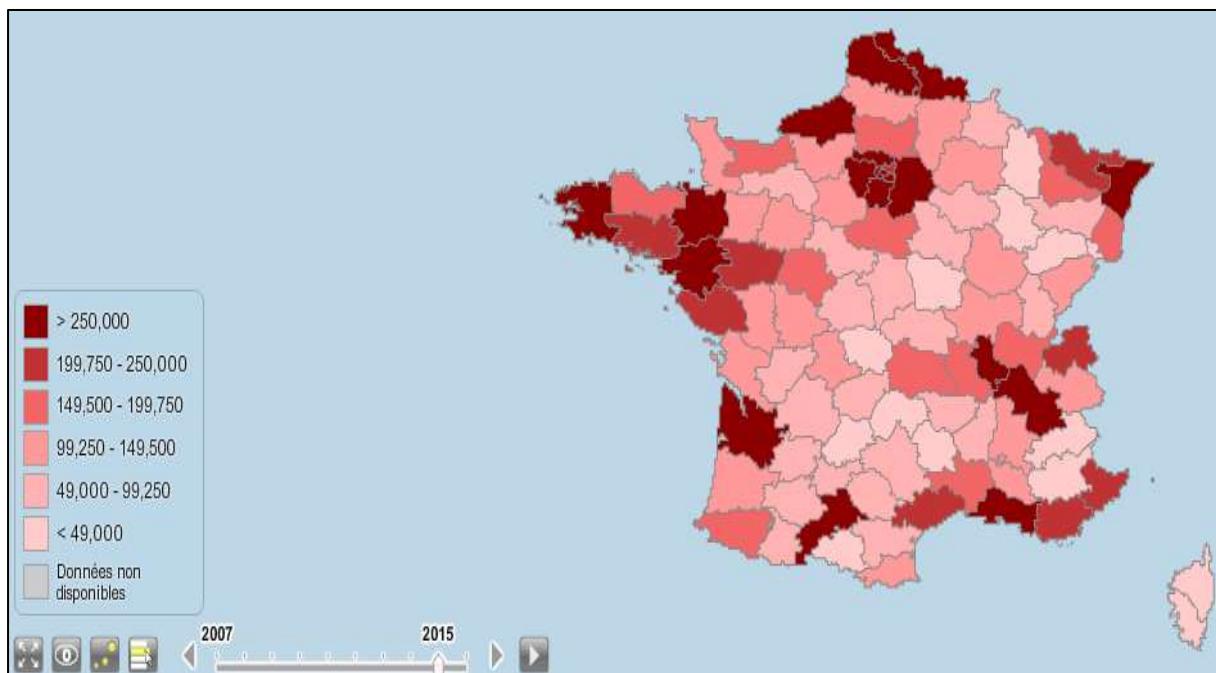 > 250,000
199,750 - 250,000
149,500 - 199,750
99,250 - 149,500
49,000 - 99,250
< 49,000
Données non
disponibles
2007
2015